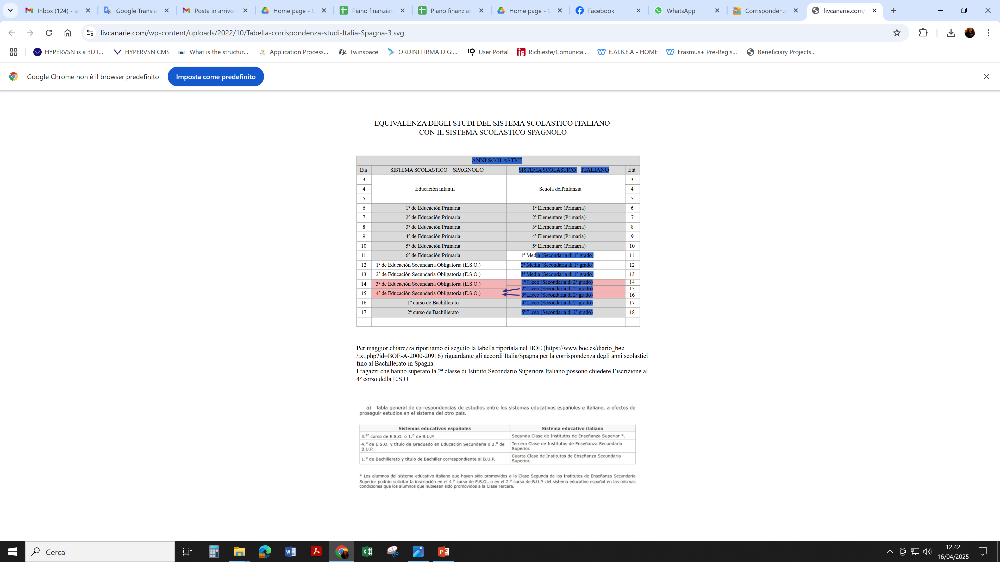 Inbox (124) - sa
Google Transla
Posta in arrivo
Home page - G
Piano finanziari
Piano finanziari
Home page - G
Facebook
WhatsApp
Corrispondenza
livcanarie.com/
livcanarie.com/wp-content/uploads/2022/10/Tabella-corrispondenza-studi-Italia-Spagna-3.svg
HYPERVSN is a 3D I...
HYPERVSN CMS
What is the structur...
Application Process...
Twinspace
ORDINI FIRMA DIGI...
User Portal
Richieste/Comunica...
Ε.ΔΙ.Β.Ε.Α - HOME
Erasmus+ Pre-Regis...
Beneficiary Projects...
Google Chrome non è il browser predefinito
Imposta come predefinito
EQUIVALENZA DEGLI STUDI DEL SISTEMA SCOLASTICO ITALIANO
CON IL SISTEMA SCOLASTICO SPAGNOLO
ANNI SCOLASTICI
Età SISTEMA SCOLASTICO SPAGNOLO SISTEMA SCOLASTICO ITALIANO Età
3 3
4 Educación infantil Scuola dell'infanzia 4
5 5
6 1º de Educación Primaria 1ª Elementare (Primaria) 6
7 2º de Educación Primaria 2ª Elementare (Primaria) 7
8 3º de Educación Primaria 3ª Elementare (Primaria) 8
9 4º de Educación Primaria 4ª Elementare (Primaria) 9
10 5º de Educación Primaria 5ª Elementare (Primaria) 10
11 6º de Educación Primaria 1ª Media (Secondaria di 1º grado) 11
12 1º de Educación Secundaria Obligatoria (E.S.O.) 2ª Media (Secondaria di 1º grado) 12
13 2º de Educación Secundaria Obligatoria (E.S.O.) 3ª Media (Secondaria di 1º grado) 13
14 3º de Educación Secundaria Obligatoria (E.S.O.) 1ª Liceo (Secondaria di 2º grado) 14
2ª Liceo (Secondaria di 2º grado) 15
15 4º de Educación Secundaria Obligatoria (E.S.O.) 3ª Liceo (Secondaria di 2º grado) 16
16 1º curso de Bachillerato 4ª Liceo (Secondaria di 2º grado) 17
17 2º curso de Bachillerato 5ª Liceo (Secondaria di 2º grado) 18
Per maggior chiarezza riportiamo di seguito la tabella riportata nel BOE (https://www.boe.es/diario_boe
/txt.php?id=BOE-A-2000-20916) riguardante gli accordi Italia/Spagna per la corrispondenza degli anni scolastici
fino al Bachillerato in Spagna.
I ragazzi che hanno superato la 2ª classe di Istituto Secondario Superiore Italiano possono chiedere l’iscrizione al
4º corso della E.S.O.
a) Tabla general de correspondencias de estudios entre los sistemas educativos españoles e italiano, a efectos de
proseguir estudios en el sistema del otro país.
Sistemas educativos españoles Sistema educativo italiano
3.er curso de E.S.O. o 1.º de B.U.P. Segunda Clase de Institutos de Enseñanza Superior *.
4.º de E.S.O. y título de Graduado en Educación Secundaria o 2.º de
B.U.P.
Tercera Clase de Institutos de Enseñanza Secundaria
Superior.
1.º de Bachillerato y título de Bachiller correspondiente al B.U.P.
Cuarta Clase de Institutos de Enseñanza Secundaria
Superior.
* Los alumnos del sistema educativo italiano que hayan sido promovidos a la Clase Segunda de los Institutos de Enseñanza Secundaria
Superior podrán solicitar la inscripción en el 4.º curso de E.S.O., o en el 2.º curso de B.U.P. del sistema educativo español en las mismas
condiciones que los alumnos que hubiesen sido promovidos a la Clase Tercera.
Cerca
12:42
16/04/2025